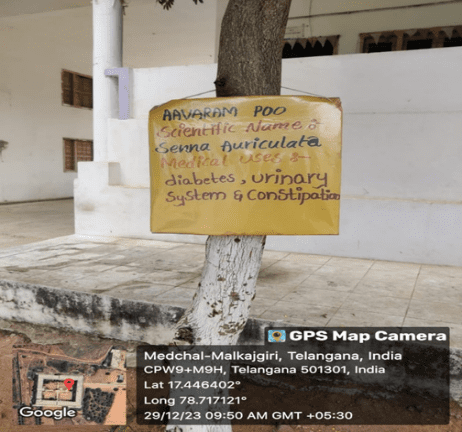 AAVARAM POO
Scientific Name :
Senna Auriculata
Medical uses :-
diabetes, urinary
System & Constipation
GPS Map Camera
Medchal-Malkajgiri, Telangana, India
CPW9+M9H, Telangana 501301, India
Lat 17.446402°
Long 78.717121°
29/12/23 09:50 AM GMT +05:30
Google